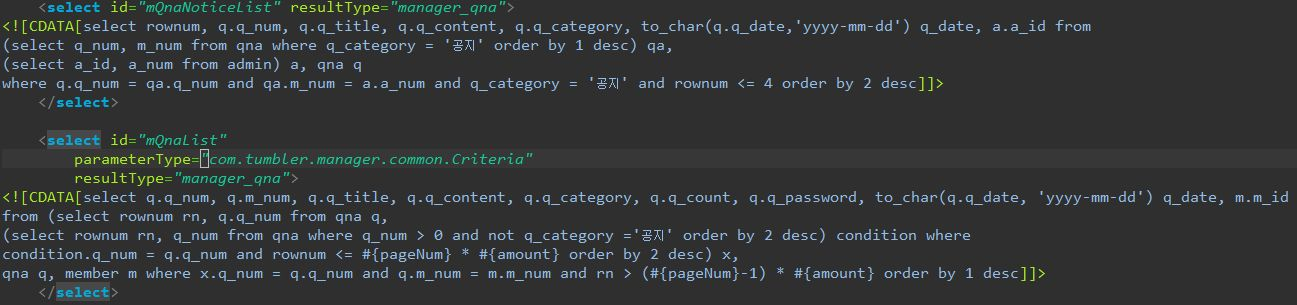 <select id="mQnaNoticeList" resultType="manager_qna">
<![CDATA[select rownum, q.q_num, q.q_title, q.q_content, q.q_category, to_char(q.q_date,'yyyy-mm-dd') q_date, a.a_id from
(select q_num, m_num from qna where q_category = '공지' order by 1 desc) qa,
(select a_id, a_num from admin) a, qna q
where q.q_num = qa.q_num and qa.m_num = a.a_num and q_category = '공지' and rownum <= 4 order by 2 desc]]>
</select>
<select id="mQnaList"
parameterType="com.tumbler.manager.common.Criteria"
resultType="manager_qna">
<![CDATA[select q.q_num, q.m_num, q.q_title, q.q_content, q.q_category, q.q_count, q.q_password, to_char(q.q_date, 'yyyy-mm-dd') q_date, m.m_id
from (select rownum rn, q.q_num from qna q,
(select rownum rn, q_num from qna where q_num > 0 and not q_category ='공지' order by 2 desc) condition where
condition.q_num = q.q_num and rownum <= #{pageNum} * #{amount} order by 2 desc) x,
qna q, member m where x.q_num = q.q_num and q.m_num = m.m_num and rn > (#{pageNum}-1) * #{amount} order by 1 desc]]>
</select>